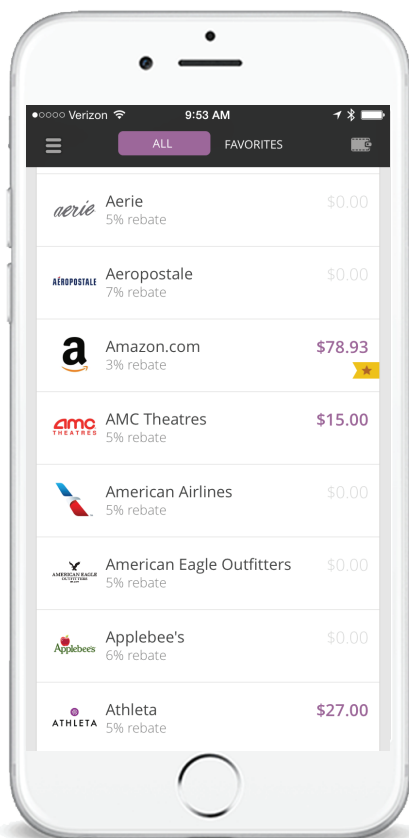 Verizon
9:53 AM
ALL
FAVORITES
aerie
Aerie
$0.00
5% rebate
AÉROPOSTALE
Aeropostale
$0.00
7% rebate
a
Amazon.com
$78.93
3% rebate
amc
THEATRES
AMC Theatres
$15.00
5% rebate
American Airlines
$0.00
5% rebate
AMERICAN EAGLE
OUTFITTERS
American Eagle Outfitters
$0.00
5% rebate
Applebee's
Applebee's
$0.00
6% rebate
ATHLETA
Athleta
$27.00
5% rebate